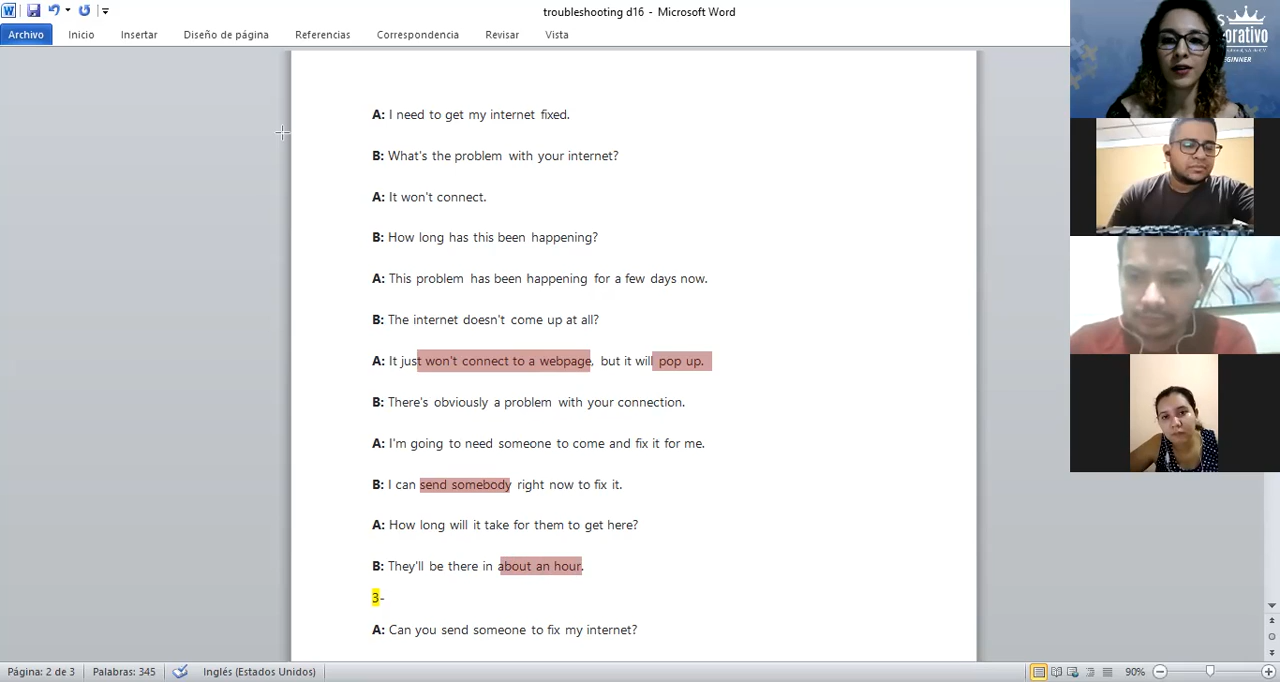 troubleshooting d16 - Microsoft Word
Archivo Inicio Insertar Diseño de página Referencias Correspondencia Revisar Vista
A: I need to get my internet fixed.
B: What's the problem with your internet?
A: It won't connect.
B: How long has this been happening?
A: This problem has been happening for a few days now.
B: The internet doesn't come up at all?
A: It just won't connect to a webpage, but it will pop up.
B: There's obviously a problem with your connection.
A: I'm going to need someone to come and fix it for me.
B: I can send somebody right now to fix it.
A: How long will it take for them to get here?
B: They'll be there in about an hour.
3-
A: Can you send someone to fix my internet?
Página: 2 de 3 Palabras: 345 Inglés (Estados Unidos) 90%